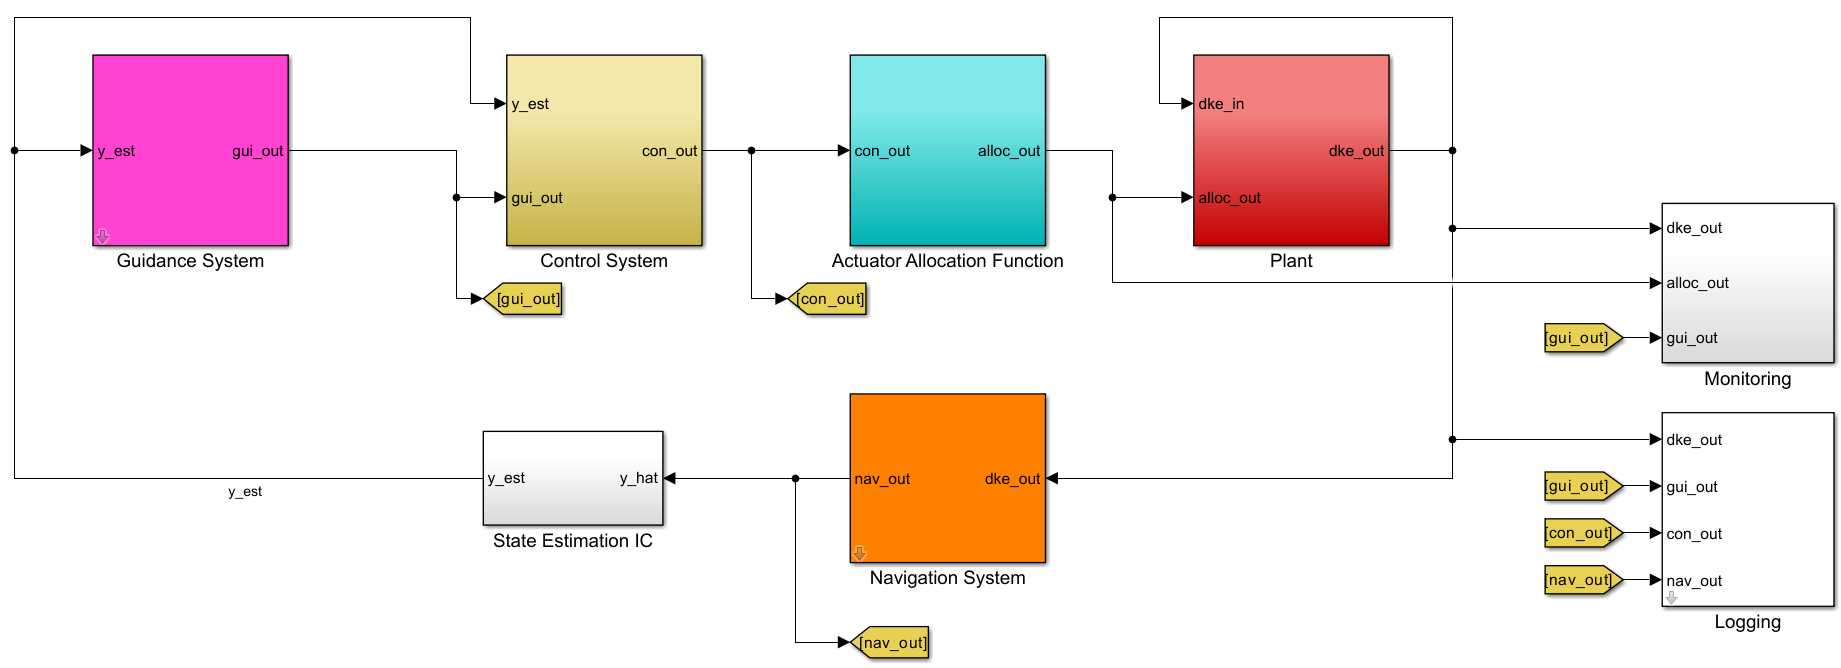 y_est
gui_out
Guidance System
y_est
gui_out
con_out
Control System
con_out
alloc_out
Actuator Allocation Function
dke_in
alloc_out
dke_out
Plant
dke_out
alloc_out
gui_out
Monitoring
[gui_out]
[con_out]
[gui_out]
y_est
y_est
y_hat
State Estimation IC
nav_out
dke_out
Navigation System
[nav_out]
[gui_out]
[con_out]
[nav_out]
dke_out
gui_out
con_out
nav_out
Logging